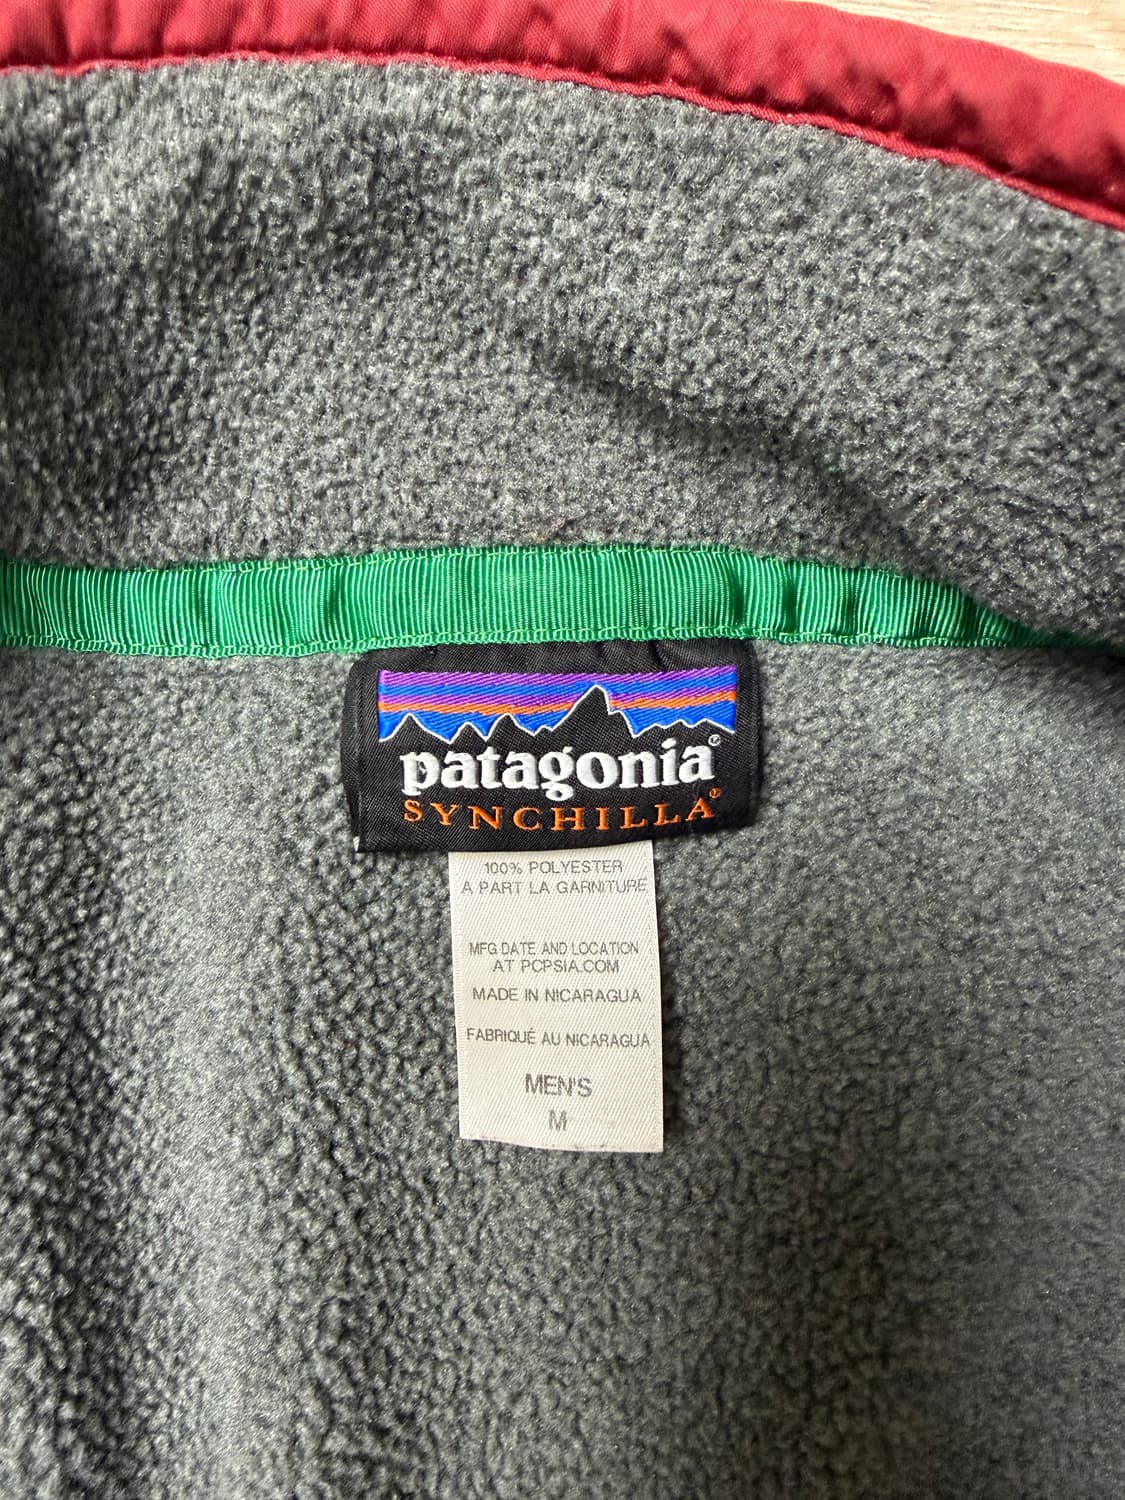 patagonia®
SYNCHILLA®
100% POLYESTER
A PART LA GARNITURE
MFG DATE AND LOCATION
AT PCPSIA.COM
MADE IN NICARAGUA
FABRIQUÉ AU NICARAGUA
MEN'S
M